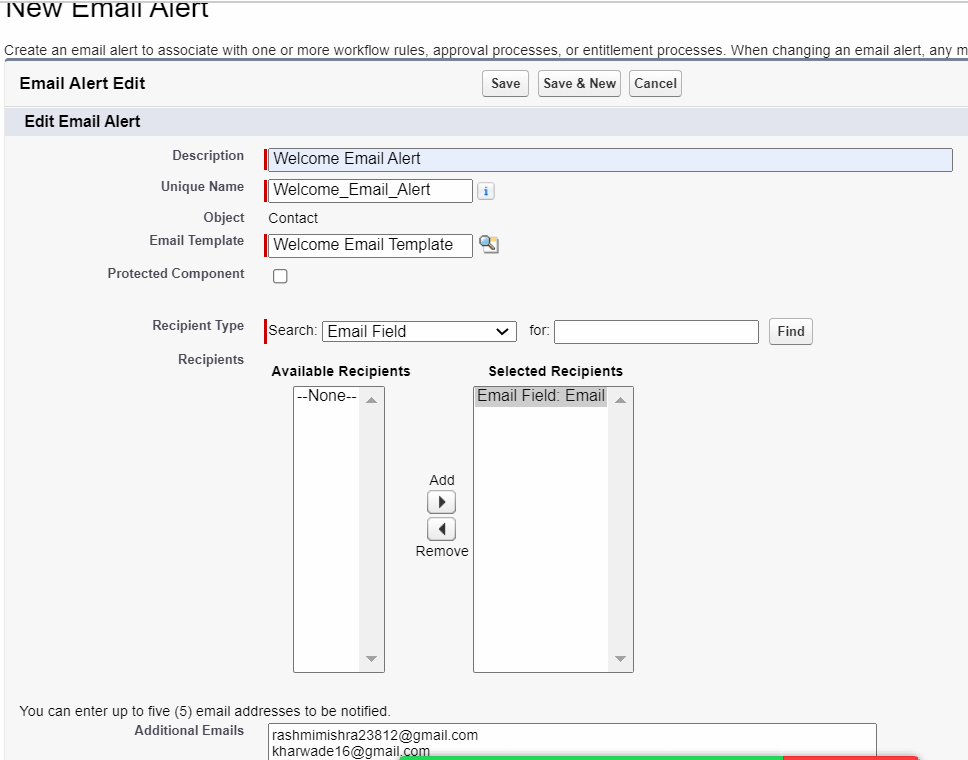 New Email Alert
Create an email alert to associate with one or more workflow rules, approval processes, or entitlement processes. When changing an email alert, any m
Email Alert Edit
Save
Save & New
Cancel
Edit Email Alert
Description Welcome Email Alert
Unique Name Welcome_Email_Alert i
Object Contact
Email Template Welcome Email Template
Protected Component
Recipient Type Search: Email Field for: Find
Recipients
Available Recipients Selected Recipients
--None-- Email Field: Email
Add
Remove
You can enter up to five (5) email addresses to be notified.
Additional Emails rashmimishra23812@gmail.com
kharwade16@gmail.com